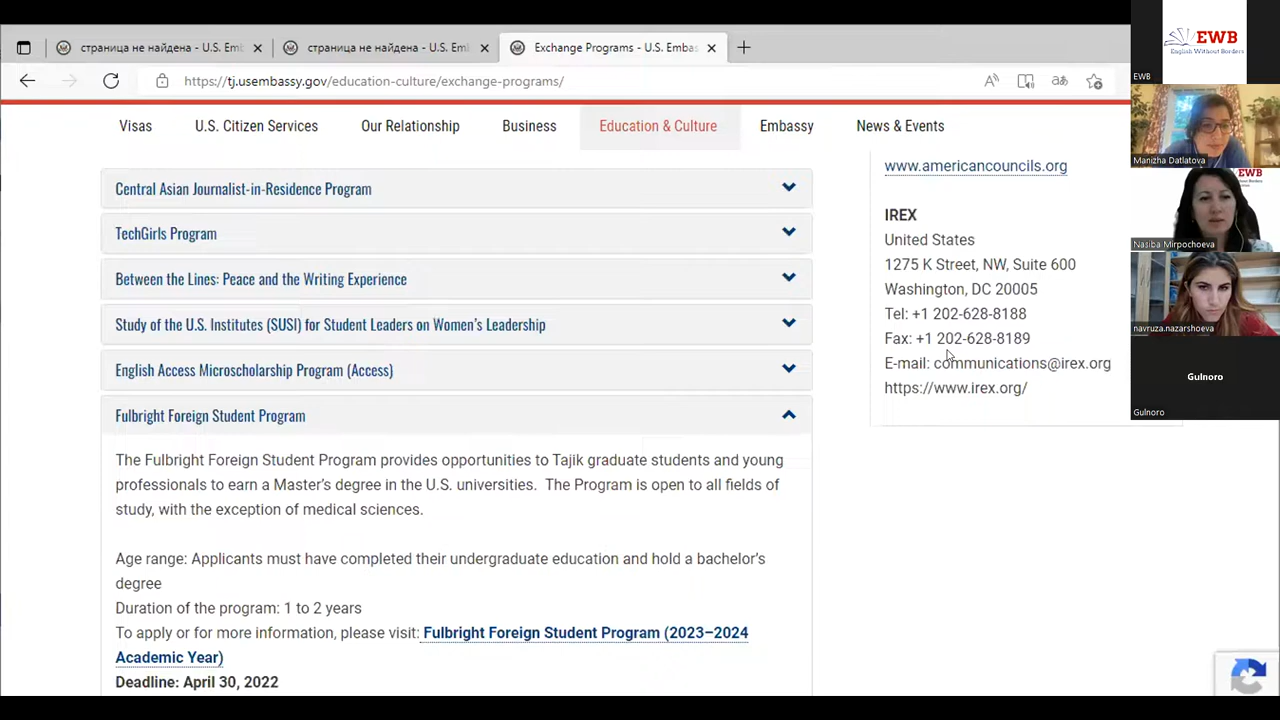 страница не найдена - U.S. Emb
страница не найдена - U.S. Emb
Exchange Programs - U.S. Embas
https://tj.usembassy.gov/education-culture/exchange-programs/
Visas
U.S. Citizen Services
Our Relationship
Business
Education & Culture
Embassy
News & Events
Central Asian Journalist-in-Residence Program
TechGirls Program
Between the Lines: Peace and the Writing Experience
Study of the U.S. Institutes (SUSI) for Student Leaders on Women's Leadership
English Access Microscholarship Program (Access)
Fulbright Foreign Student Program
The Fulbright Foreign Student Program provides opportunities to Tajik graduate students and young
professionals to earn a Master's degree in the U.S. universities. The Program is open to all fields of
study, with the exception of medical sciences.
Age range: Applicants must have completed their undergraduate education and hold a bachelor's
degree
Duration of the program: 1 to 2 years
To apply or for more information, please visit: Fulbright Foreign Student Program (2023–2024
Academic Year)
Deadline: April 30, 2022
www.americancouncils.org
IREX
United States
1275 K Street, NW, Suite 600
Washington, DC 20005
Tel: +1 202-628-8188
Fax: +1 202-628-8189
E-mail: communications@irex.org
https://www.irex.org/
EWB
English Without Borders
EWB
Manizha Datlatova
EWB
Nasiba Mirpochoeva
navruza.nazarshoeva
Gulnoro
Gulnoro